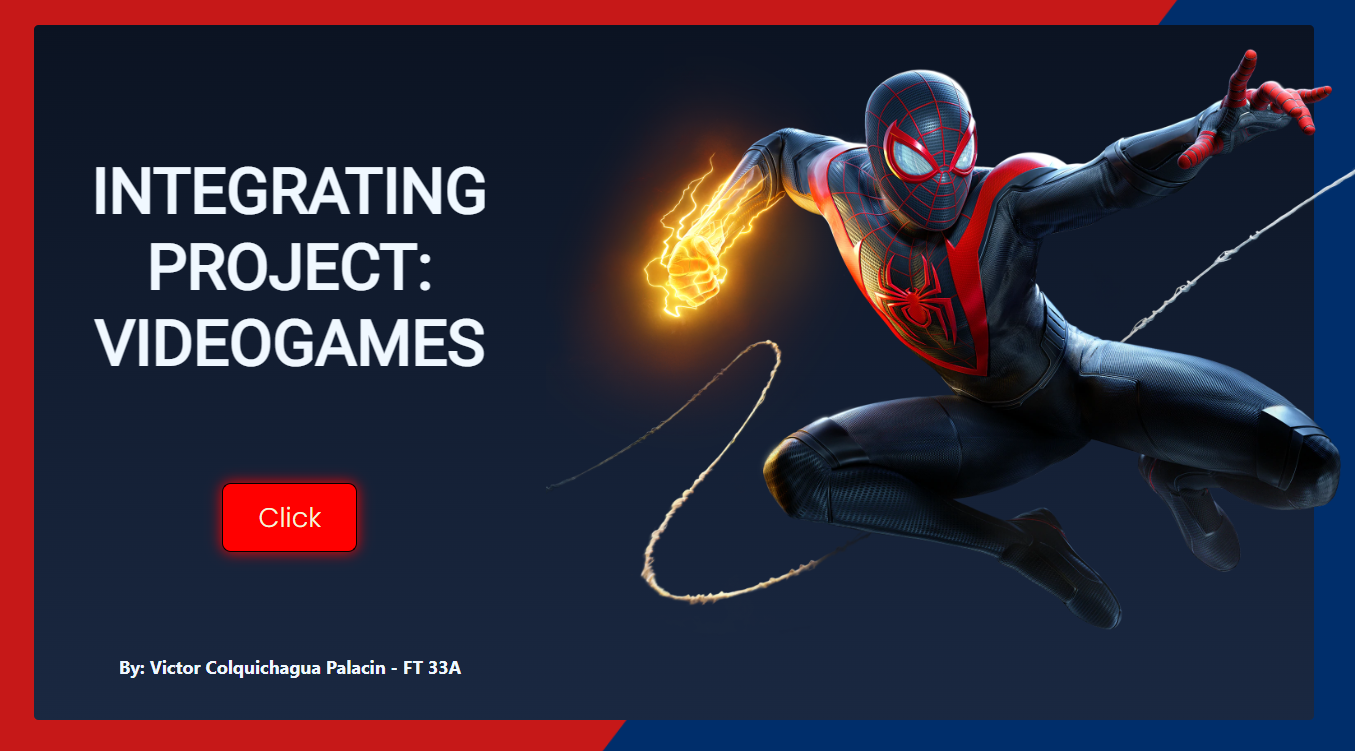 INTEGRATING
PROJECT:
VIDEOGAMES
Click
By: Victor Colquichagua Palacin - FT 33A